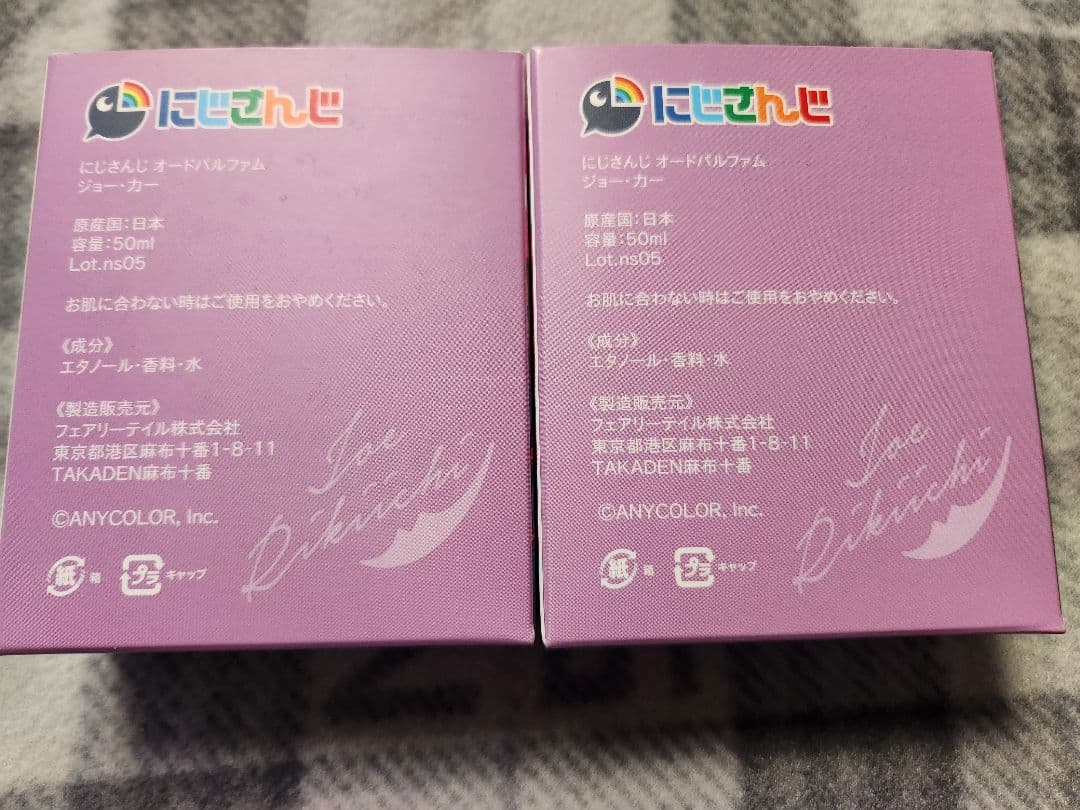 にじさんじ
にじさんじ オードパルファム
ジョー・力一
原産国：日本
容量：50ml
Lot.ns05
お肌に合わない時はご使用をおやめください。
《成分》
エタノール・香料・水
《製造販売元》
フェアリーテイル株式会社
東京都港区麻布十番1-8-11
TAKADEN麻布十番
©ANYCOLOR, Inc.
紙 箱 プラ キャップ
Joe
Rikiichi
にじさんじ
にじさんじ オードパルファム
ジョー・力一
原産国：日本
容量：50ml
Lot.ns05
お肌に合わない時はご使用をおやめください。
《成分》
エタノール・香料・水
《製造販売元》
フェアリーテイル株式会社
東京都港区麻布十番1-8-11
TAKADEN麻布十番
©ANYCOLOR, Inc.
紙 箱 プラ キャップ
Joe
Rikiichi